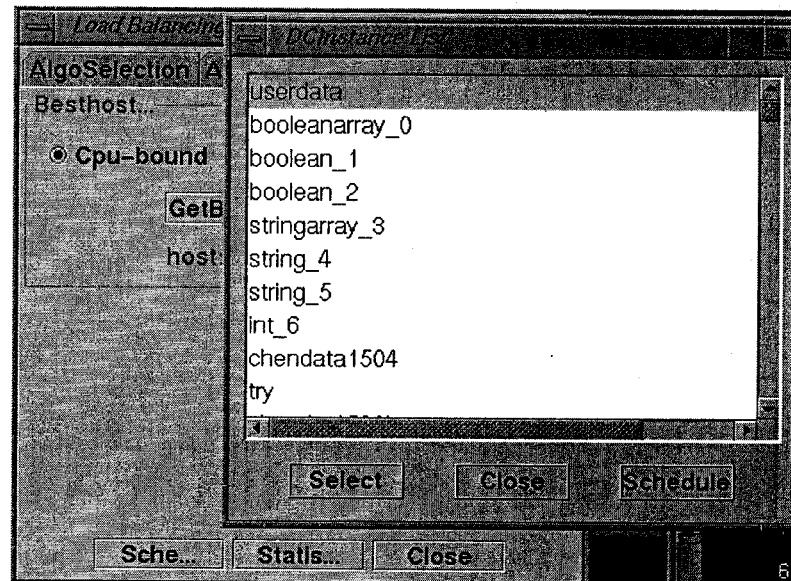 Load Balancing
DCInstance List
AlgoSelection A
Besthost...
Cpu-bound
GetB
host:
userdata
booleanarray_0
boolean_1
boolean_2
stringarray_3
string_4
string_5
int_6
chendata1504
try
Select Close Schedule
Sche... Statis... Close
6